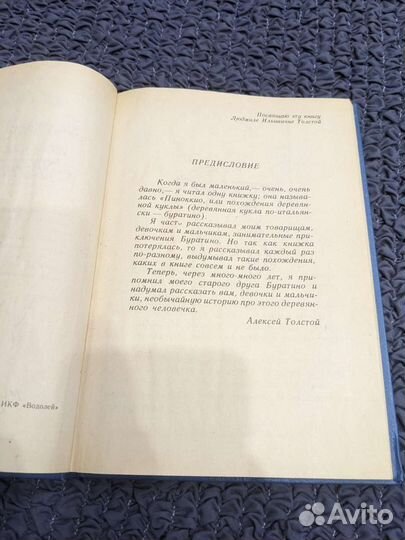 Посвящаю эту книгу
Людмиле Ильиничне Толстой
ПРЕДИСЛОВИЕ
Когда я был маленький,— очень, очень
давно,— я читал одну книжку; она называ-
лась «Пиноккио, или похождения деревян-
ной куклы» (деревянная кукла по-итальян-
ски — буратино).
Я часто рассказывал моим товарищам,
девочкам и мальчикам, занимательные при-
ключения Буратино. Но так как книжка
потерялась, то я рассказывал каждый раз
по-разному, выдумывал такие похождения,
каких в книге совсем и не было.
Теперь, через много-много лет, я при-
помнил моего старого друга Буратино и
надумал рассказать вам, девочки и мальчи-
ки, необычайную историю про этого деревян-
ного человечка.
Алексей Толстой
ИКФ «Водолей»
Avito